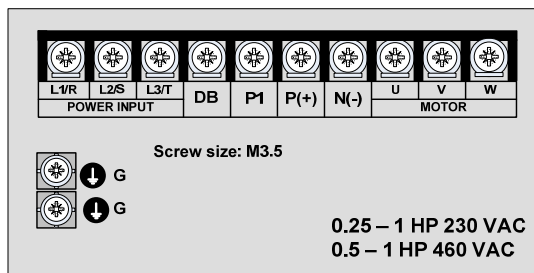 L1/R L2/S L3/T DB P1 P(+) N(-) U V W
POWER INPUT MOTOR
Screw size: M3.5
G
G
0.25 – 1 HP 230 VAC
0.5 – 1 HP 460 VAC